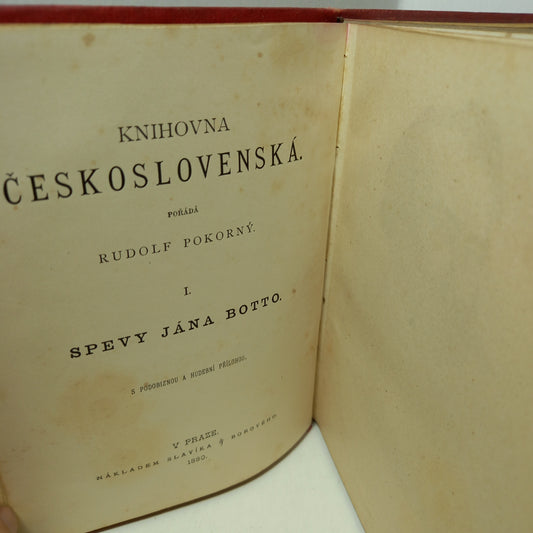 KNIHOVNA
ČESKOSLOVENSKÁ.
POŘÁDÁ
RUDOLF POKORNÝ.
I.
SPEVY JÁNA BOTTO.
S PODOBIZNOU A HUDEBNÍ PŘÍLOHOU.
V PRAZE.
NÁKLADEM SLAVÍKA & BOROVÉHO.
1880.